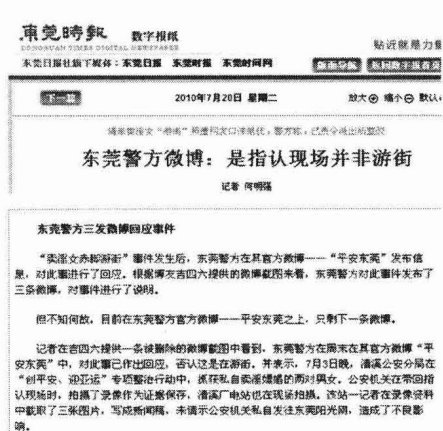 東莞時報 数字报纸
DONGGUAN TIMES DIGITAL NEWSPAPER
贴近就是力量
东莞日报社旗下媒体：东莞日报 东莞时报 东莞时间网
下一篇 2010年7月20日 星期二 放大⊕ 缩小⊖ 默认
东莞警方微博：是指认现场并非游街
记者 何明强
东莞警方三发微博回应事件
“卖淫女赤脚游街”事件发生后，东莞警方在其官方微博——“平安东莞”发布信
息，对此事进行了回应。根据博友吉四六提供的微博截图来看，东莞警方对此事件发布了
三条微博，对事件进行了说明。
但不知何故，目前在东莞警方官方微博——平安东莞之上，只剩下一条微博。
记者在吉四六提供一条被删除的微博截图中看到，东莞警方在周末在其官方微博“平
安东莞”中，对此事已作出回应，否认这是在游街。并表示，7月3日晚，清溪公安分局在
“创平安、迎亚运”专项整治行动中，抓获私自卖淫嫖娼的两对男女。公安机关在带回指
认现场时，拍摄了录像作为证据保存，清溪广电站也在现场拍摄。该站一记者在录像资料
中截取了三张图片，写成新闻稿，未请示公安机关私自发往东莞阳光网，造成了不良影
响。